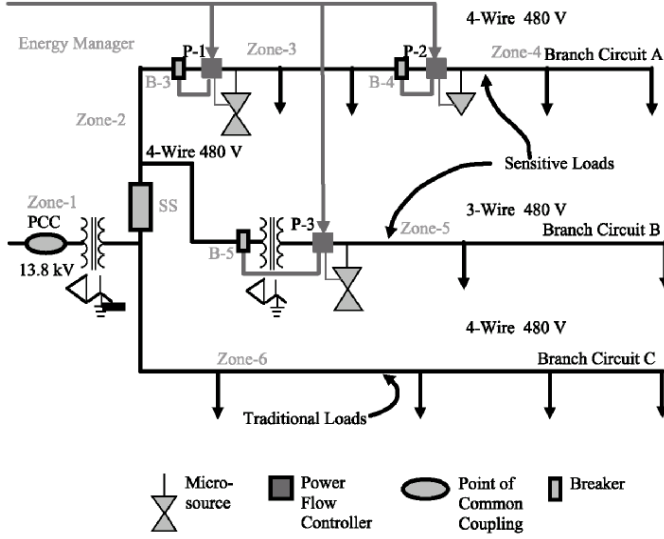 4-Wire 480 V
Energy Manager
P-1
Zone-3
P-2
Zone-4
Branch Circuit A
B-3
B-4
Zone-2
4-Wire 480 V
Sensitive Loads
Zone-1
PCC
SS
P-3
3-Wire 480 V
Zone-5
Branch Circuit B
B-5
13.8 kV
4-Wire 480 V
Zone-6
Branch Circuit C
Traditional Loads
Micro-
source
Power
Flow
Controller
Point of
Common
Coupling
Breaker